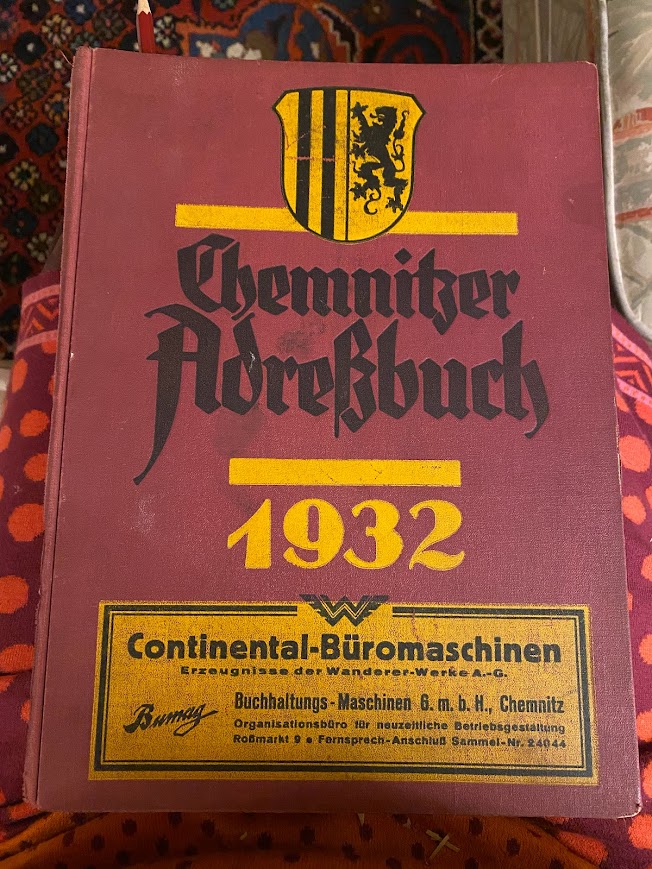 Chemnitzer
Adreßbuch
1932
W
Continental-Büromaschinen
Erzeugnisse der Wanderer-Werke A.-G.
Bumag
Buchhaltungs-Maschinen G. m. b. H., Chemnitz
Organisationsbüro für neuzeitliche Betriebsgestaltung
Roßmarkt 9 • Fernsprech-Anschluß Sammel-Nr. 24044